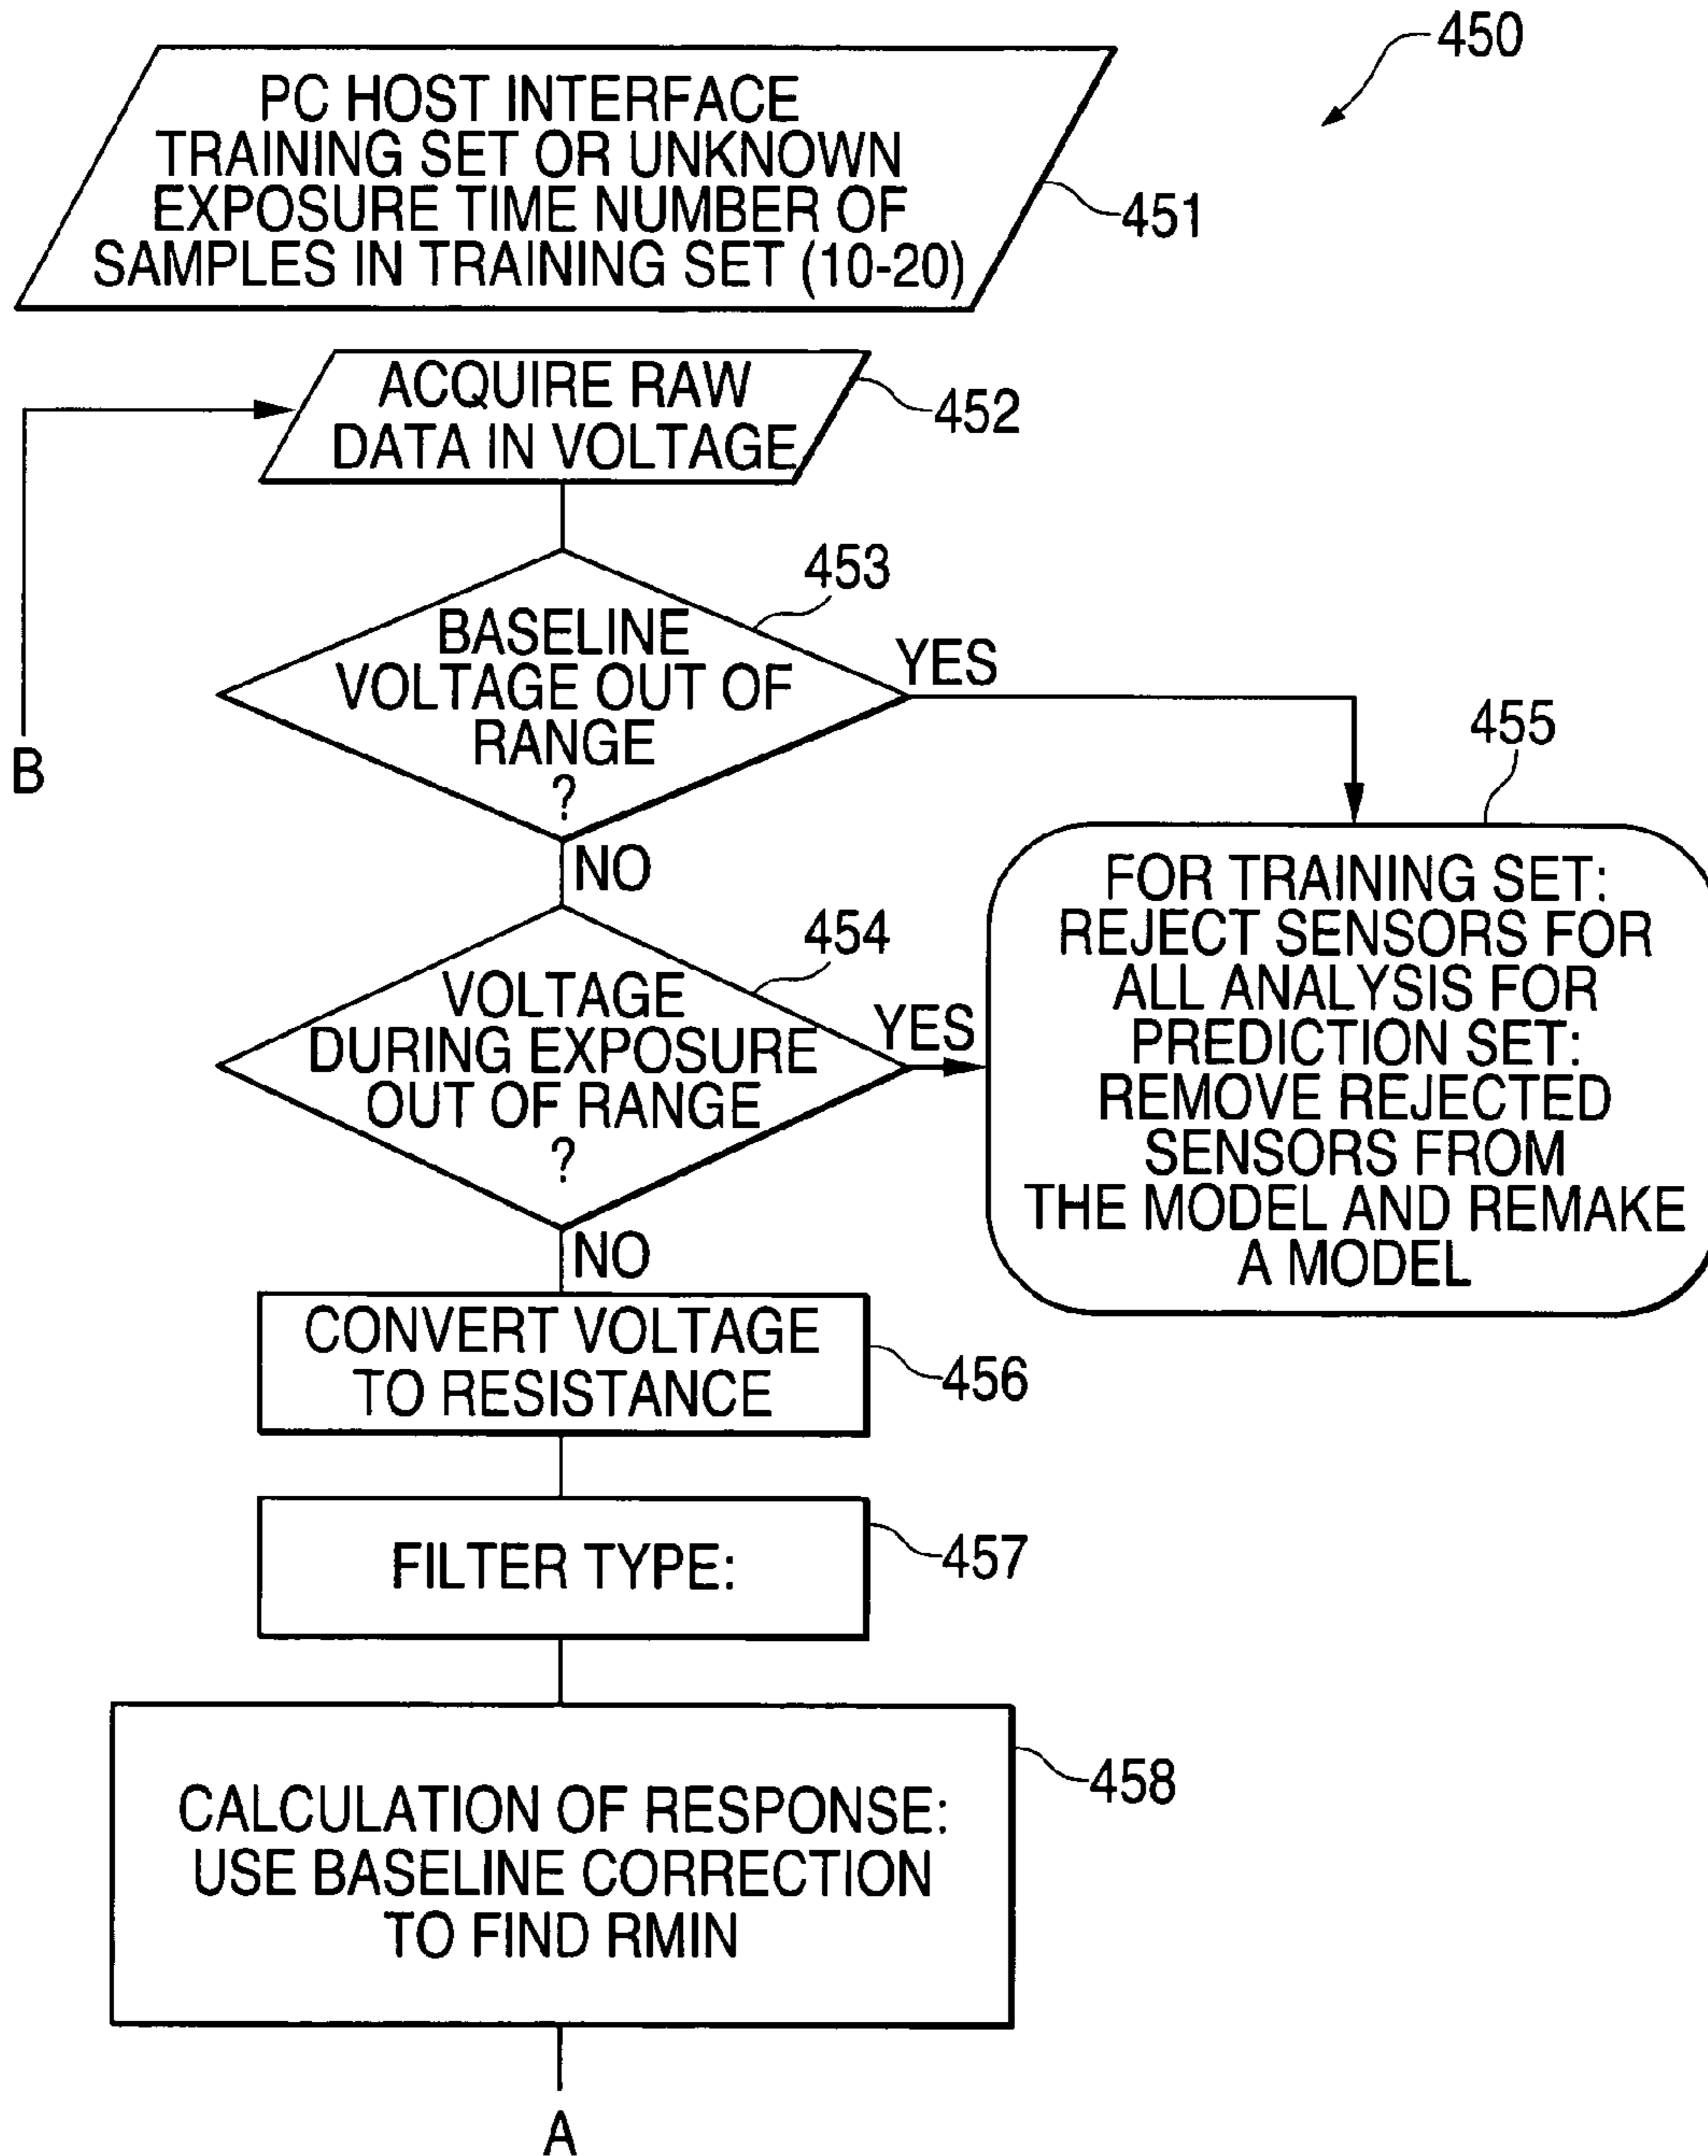 450
PC HOST INTERFACE
TRAINING SET OR UNKNOWN
EXPOSURE TIME NUMBER OF
SAMPLES IN TRAINING SET (10-20)
451
ACQUIRE RAW
DATA IN VOLTAGE
452
453
BASELINE
VOLTAGE OUT OF
RANGE
?
YES
B
NO
455
FOR TRAINING SET:
REJECT SENSORS FOR
ALL ANALYSIS FOR
PREDICTION SET:
REMOVE REJECTED
SENSORS FROM
THE MODEL AND REMAKE
A MODEL
454
VOLTAGE
DURING EXPOSURE
OUT OF RANGE
?
YES
NO
CONVERT VOLTAGE
TO RESISTANCE
456
FILTER TYPE:
457
CALCULATION OF RESPONSE:
USE BASELINE CORRECTION
TO FIND RMIN
458
A